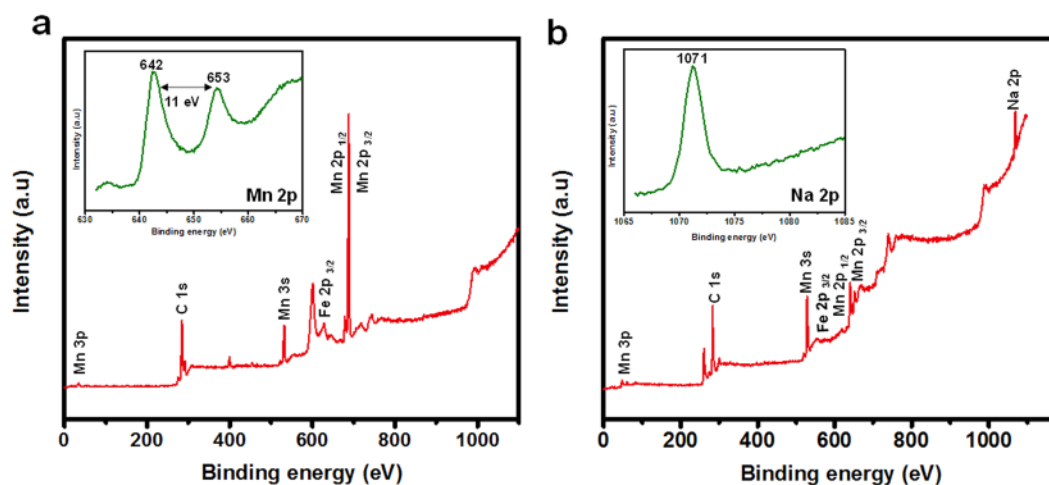 a
Intensity (a.u)
0 200 400 600 800 1000
Binding energy (eV)
Mn 3p
C 1s
Mn 3s
Fe 2p 3/2
Mn 2p 1/2
Mn 2p 3/2
Intensity (a.u)
642
653
11 eV
Mn 2p
630 640 650 660 670
Binding energy (eV)
b
Intensity (a.u)
0 200 400 600 800 1000
Binding energy (eV)
Mn 3p
C 1s
Mn 3s
Fe 2p 3/2
Mn 2p 1/2
Mn 2p 3/2
Na 2p
Intensity (a.u)
1071
Na 2p
1065 1070 1075 1080 1085
Binding energy (eV)